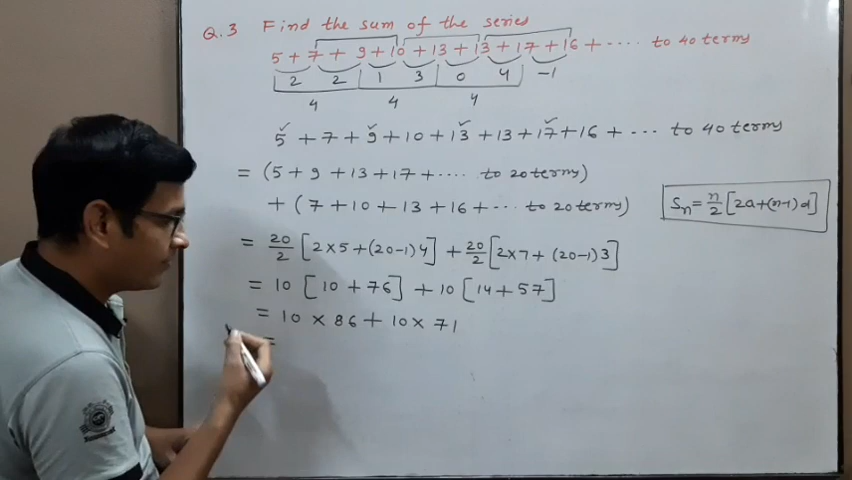 Q.3 Find the sum of the series
5 + 7 + 9 + 10 + 13 + 13 + 17 + 16 + .... to 40 terms
2 2 1 3 0 4 -1
4 4 4
5 + 7 + 9 + 10 + 13 + 13 + 17 + 16 + ... to 40 terms
= (5 + 9 + 13 + 17 + .... to 20 terms)
+ (7 + 10 + 13 + 16 + ... to 20 terms)
Sn = n/2 [2a + (n-1) d]
= 20/2 [2×5 + (20-1) 4] + 20/2 [2×7 + (20-1) 3]
= 10 [10 + 76] + 10 [14 + 57]
= 10 × 86 + 10 × 71
=